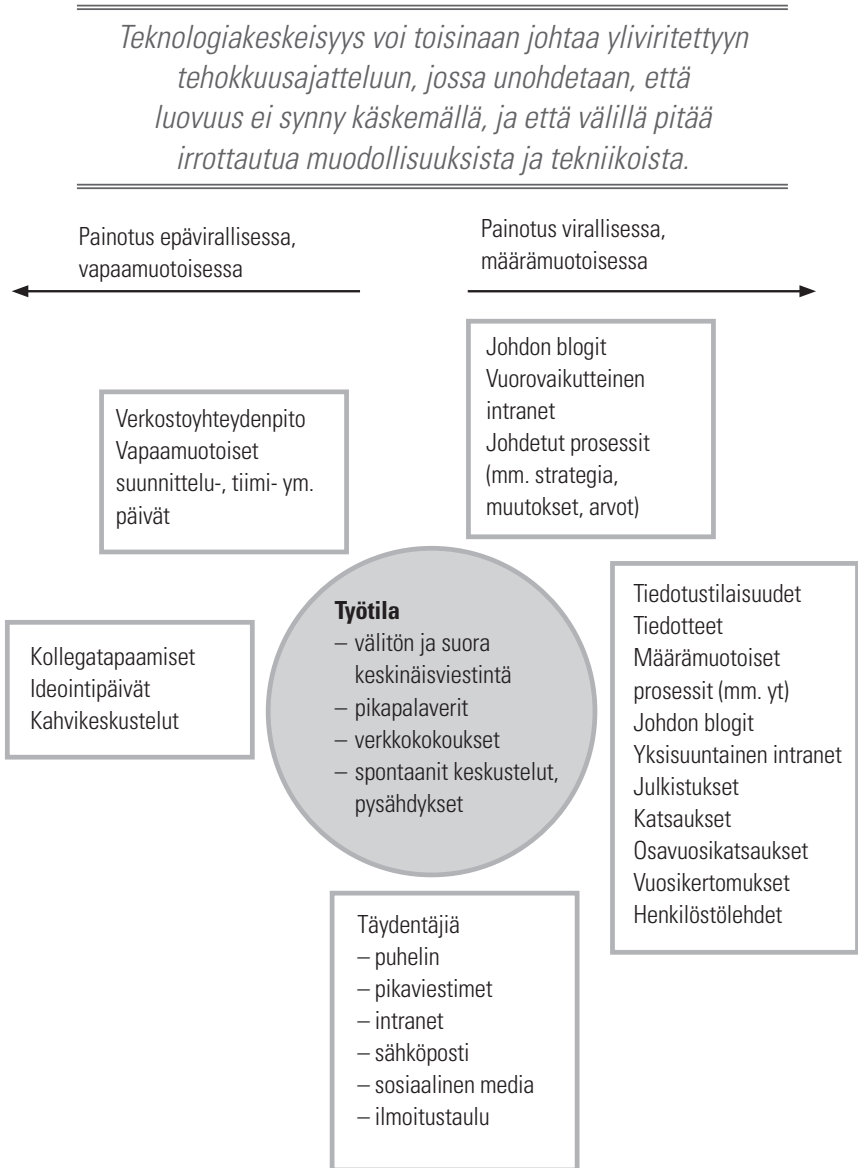 Teknologiakeskeisyys voi toisinaan johtaa yliviritettyyn
tehokkuusajatteluun, jossa unohdetaan, että
luovuus ei synny käskemällä, ja että välillä pitää
irrottautua muodollisuuksista ja tekniikoista.
Painotus epävirallisessa,
vapaamuotoisessa
Painotus virallisessa,
määrämuotoisessa
Johdon blogit
Vuorovaikutteinen
intranet
Johdetut prosessit
(mm. strategia,
muutokset, arvot)
Verkostoyhteydenpito
Vapaamuotoiset
suunnittelu-, tiimi- ym.
päivät
Kollegatapaamiset
Ideointipäivät
Kahvikeskustelut
Työtila
– välitön ja suora
keskinäisviestintä
– pikapalaverit
– verkkokokoukset
– spontaanit keskustelut,
pysähdykset
Tiedotustilaisuudet
Tiedotteet
Määrämuotoiset
prosessit (mm. yt)
Johdon blogit
Yksisuuntainen intranet
Julkistukset
Katsaukset
Osavuosikatsaukset
Vuosikertomukset
Henkilöstölehdet
Täydentäjiä
– puhelin
– pikaviestimet
– intranet
– sähköposti
– sosiaalinen media
– ilmoitustaulu